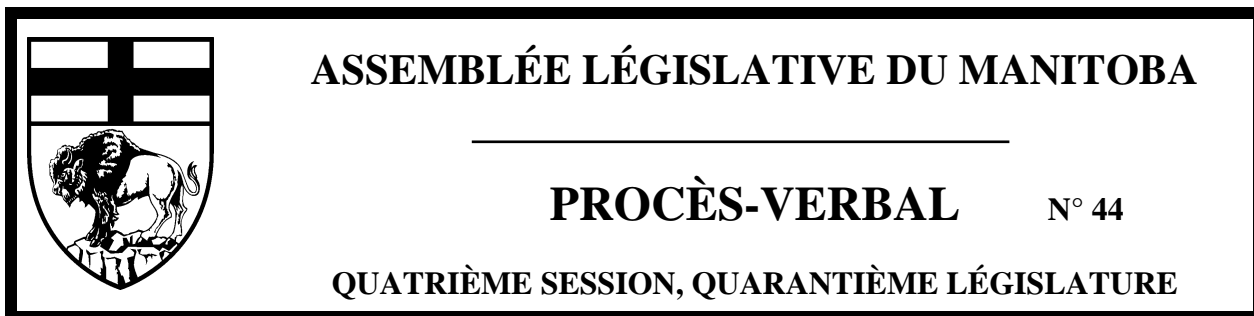 ASSEMBLÉE LÉGISLATIVE DU MANITOBA
PROCÈS-VERBAL N° 44
QUATRIÈME SESSION, QUARANTIÈME LÉGISLATURE